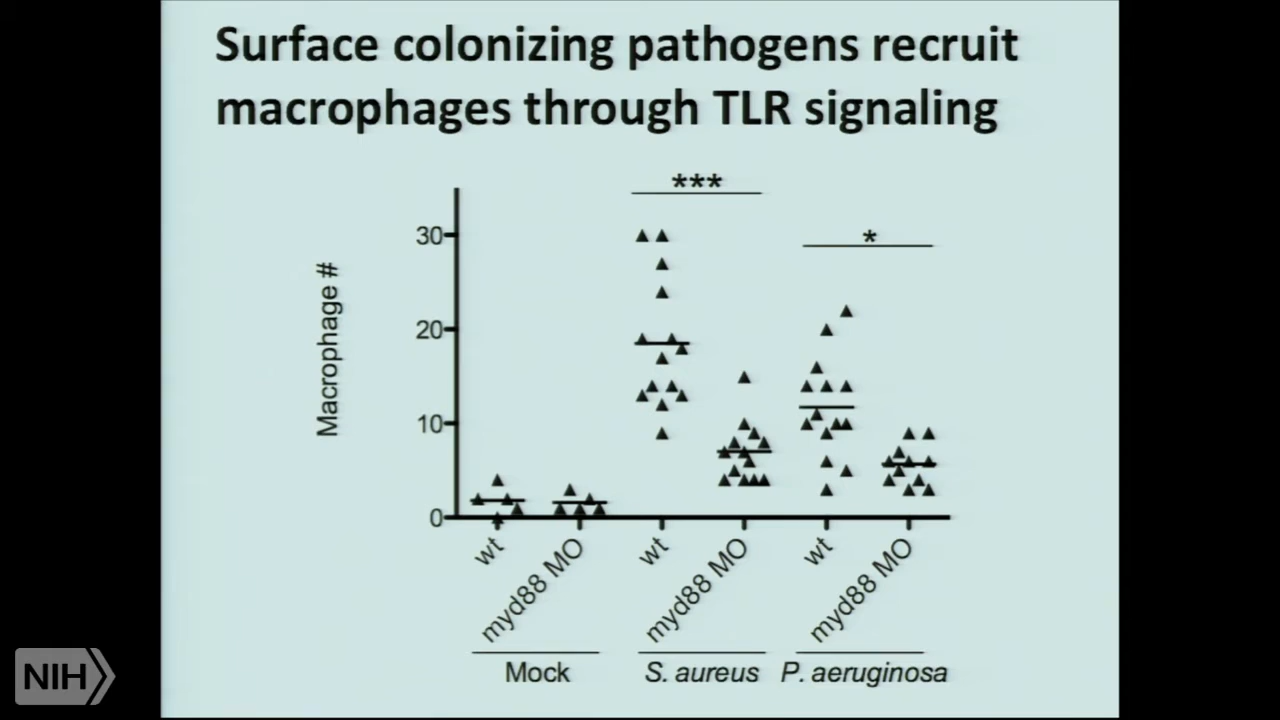 Surface colonizing pathogens recruit
macrophages through TLR signaling
***
*
30
20
10
0
Macrophage #
wt
myd88 MO
wt
myd88 MO
wt
myd88 MO
Mock
S. aureus
P. aeruginosa
NIH